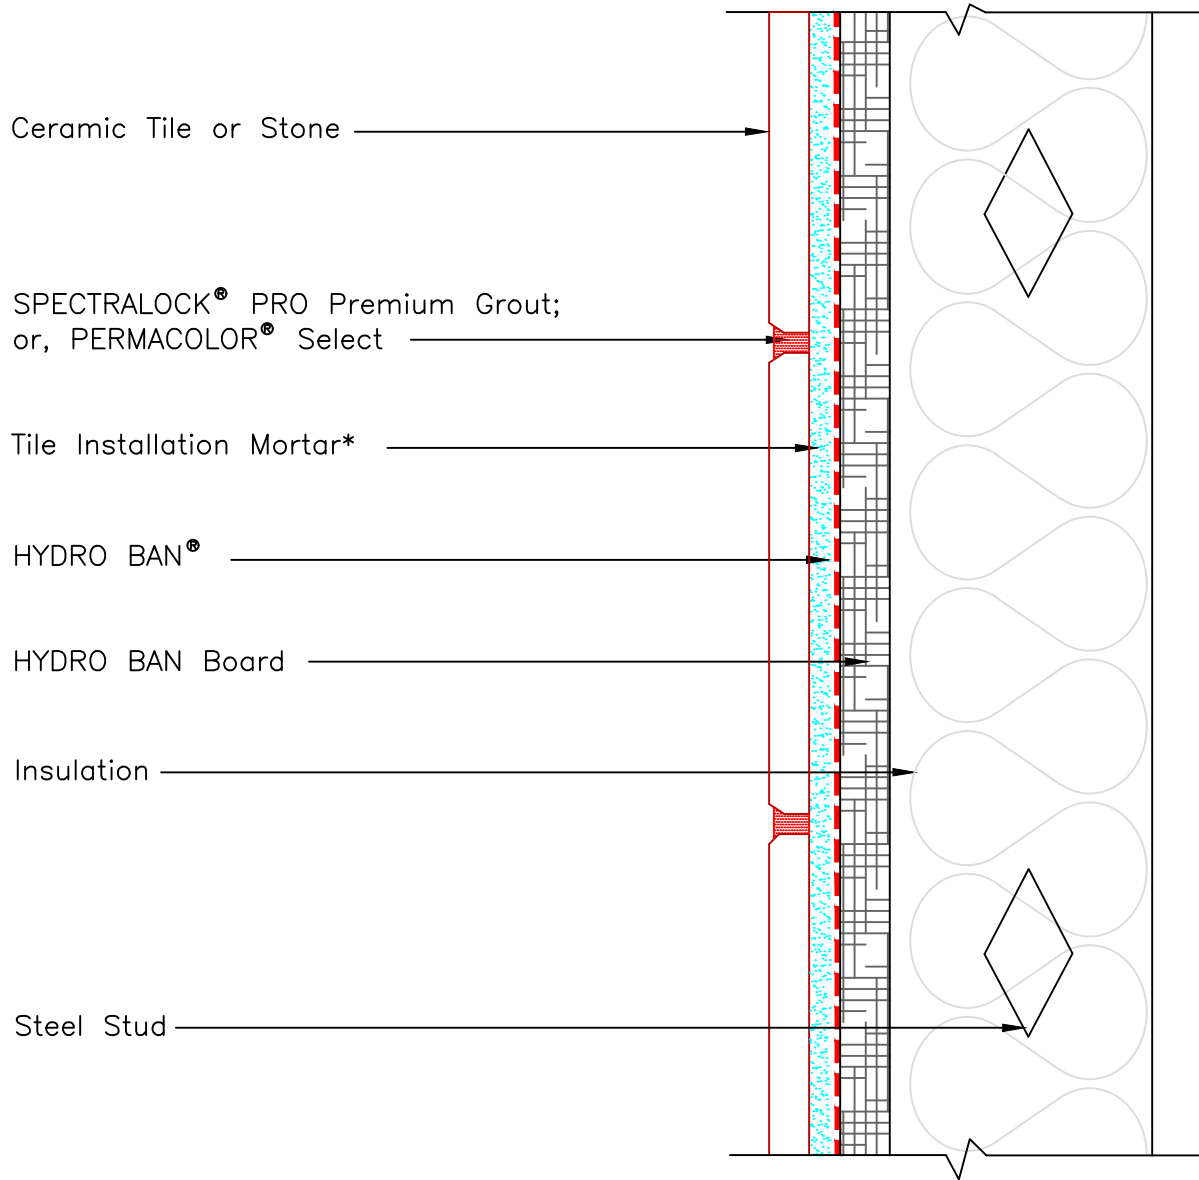 Ceramic Tile or Stone
SPECTRALOCK® PRO Premium Grout;
or, PERMACOLOR® Select
Tile Installation Mortar*
HYDRO BAN®
HYDRO BAN Board
Insulation
Steel Stud